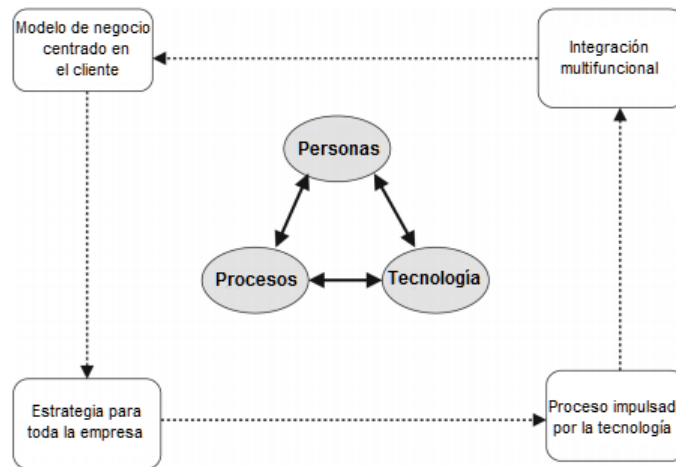 Modelo de negocio
centrado en
el cliente
Integración
multifuncional
Personas
Procesos
Tecnología
Estrategia para
toda la empresa
Proceso impulsad
por la tecnología